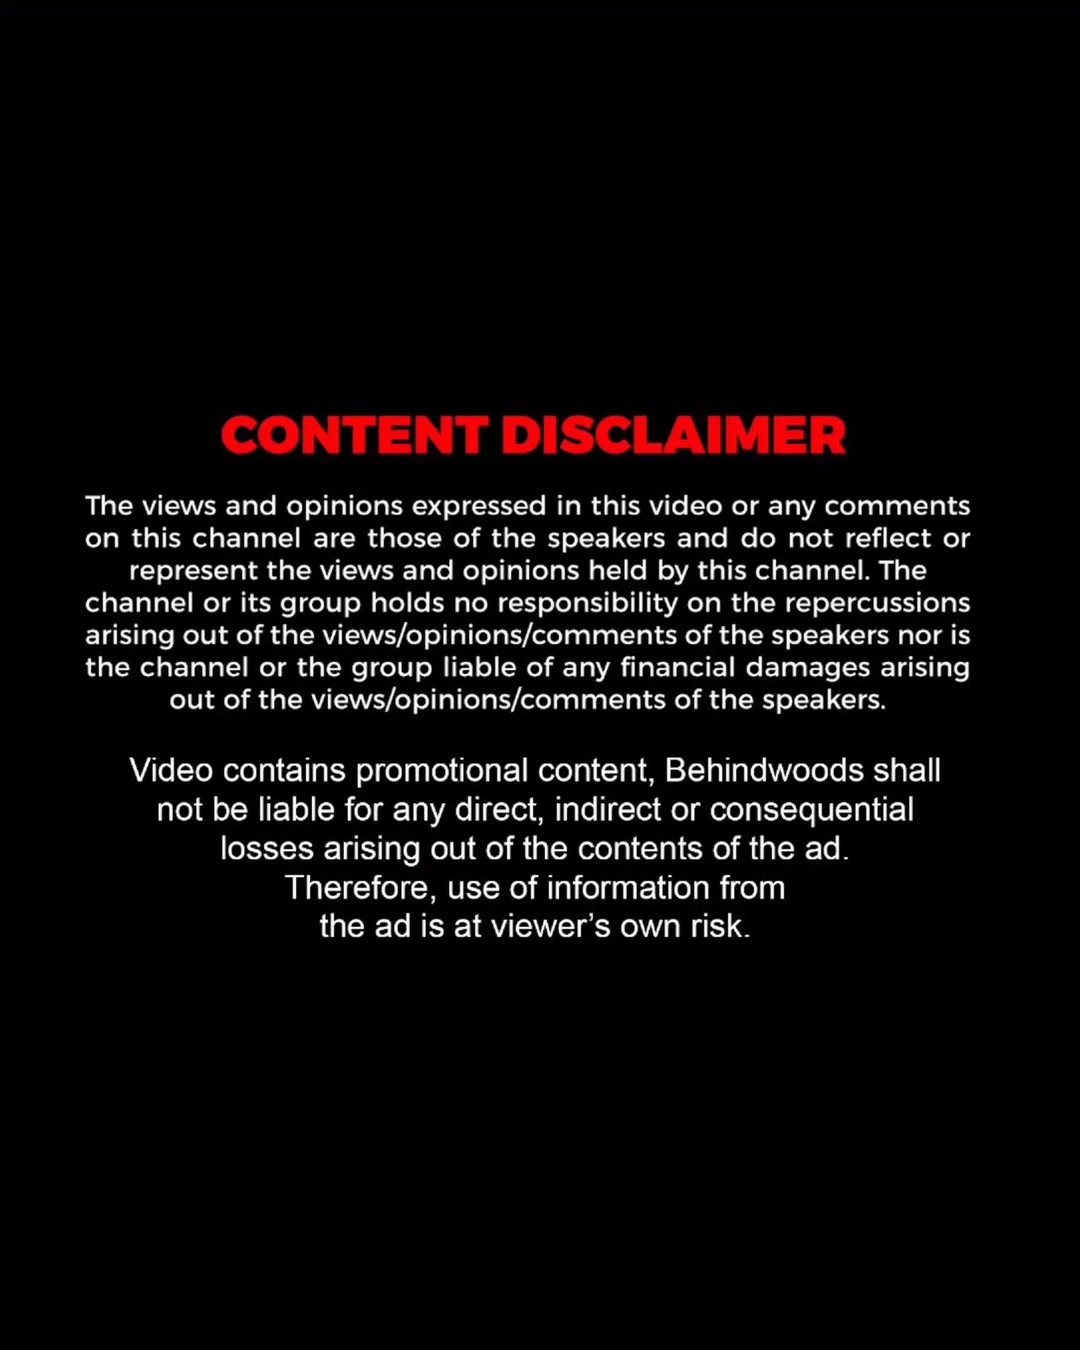 CONTENT DISCLAIMER
The views and opinions expressed in this video or any comments
on this channel are those of the speakers and do not reflect or
represent the views and opinions held by this channel. The
channel or its group holds no responsibility on the repercussions
arising out of the views/opinions/comments of the speakers nor is
the channel or the group liable of any financial damages arising
out of the views/opinions/comments of the speakers.
Video contains promotional content, Behindwoods shall
not be liable for any direct, indirect or consequential
losses arising out of the contents of the ad.
Therefore, use of information from
the ad is at viewer’s own risk.